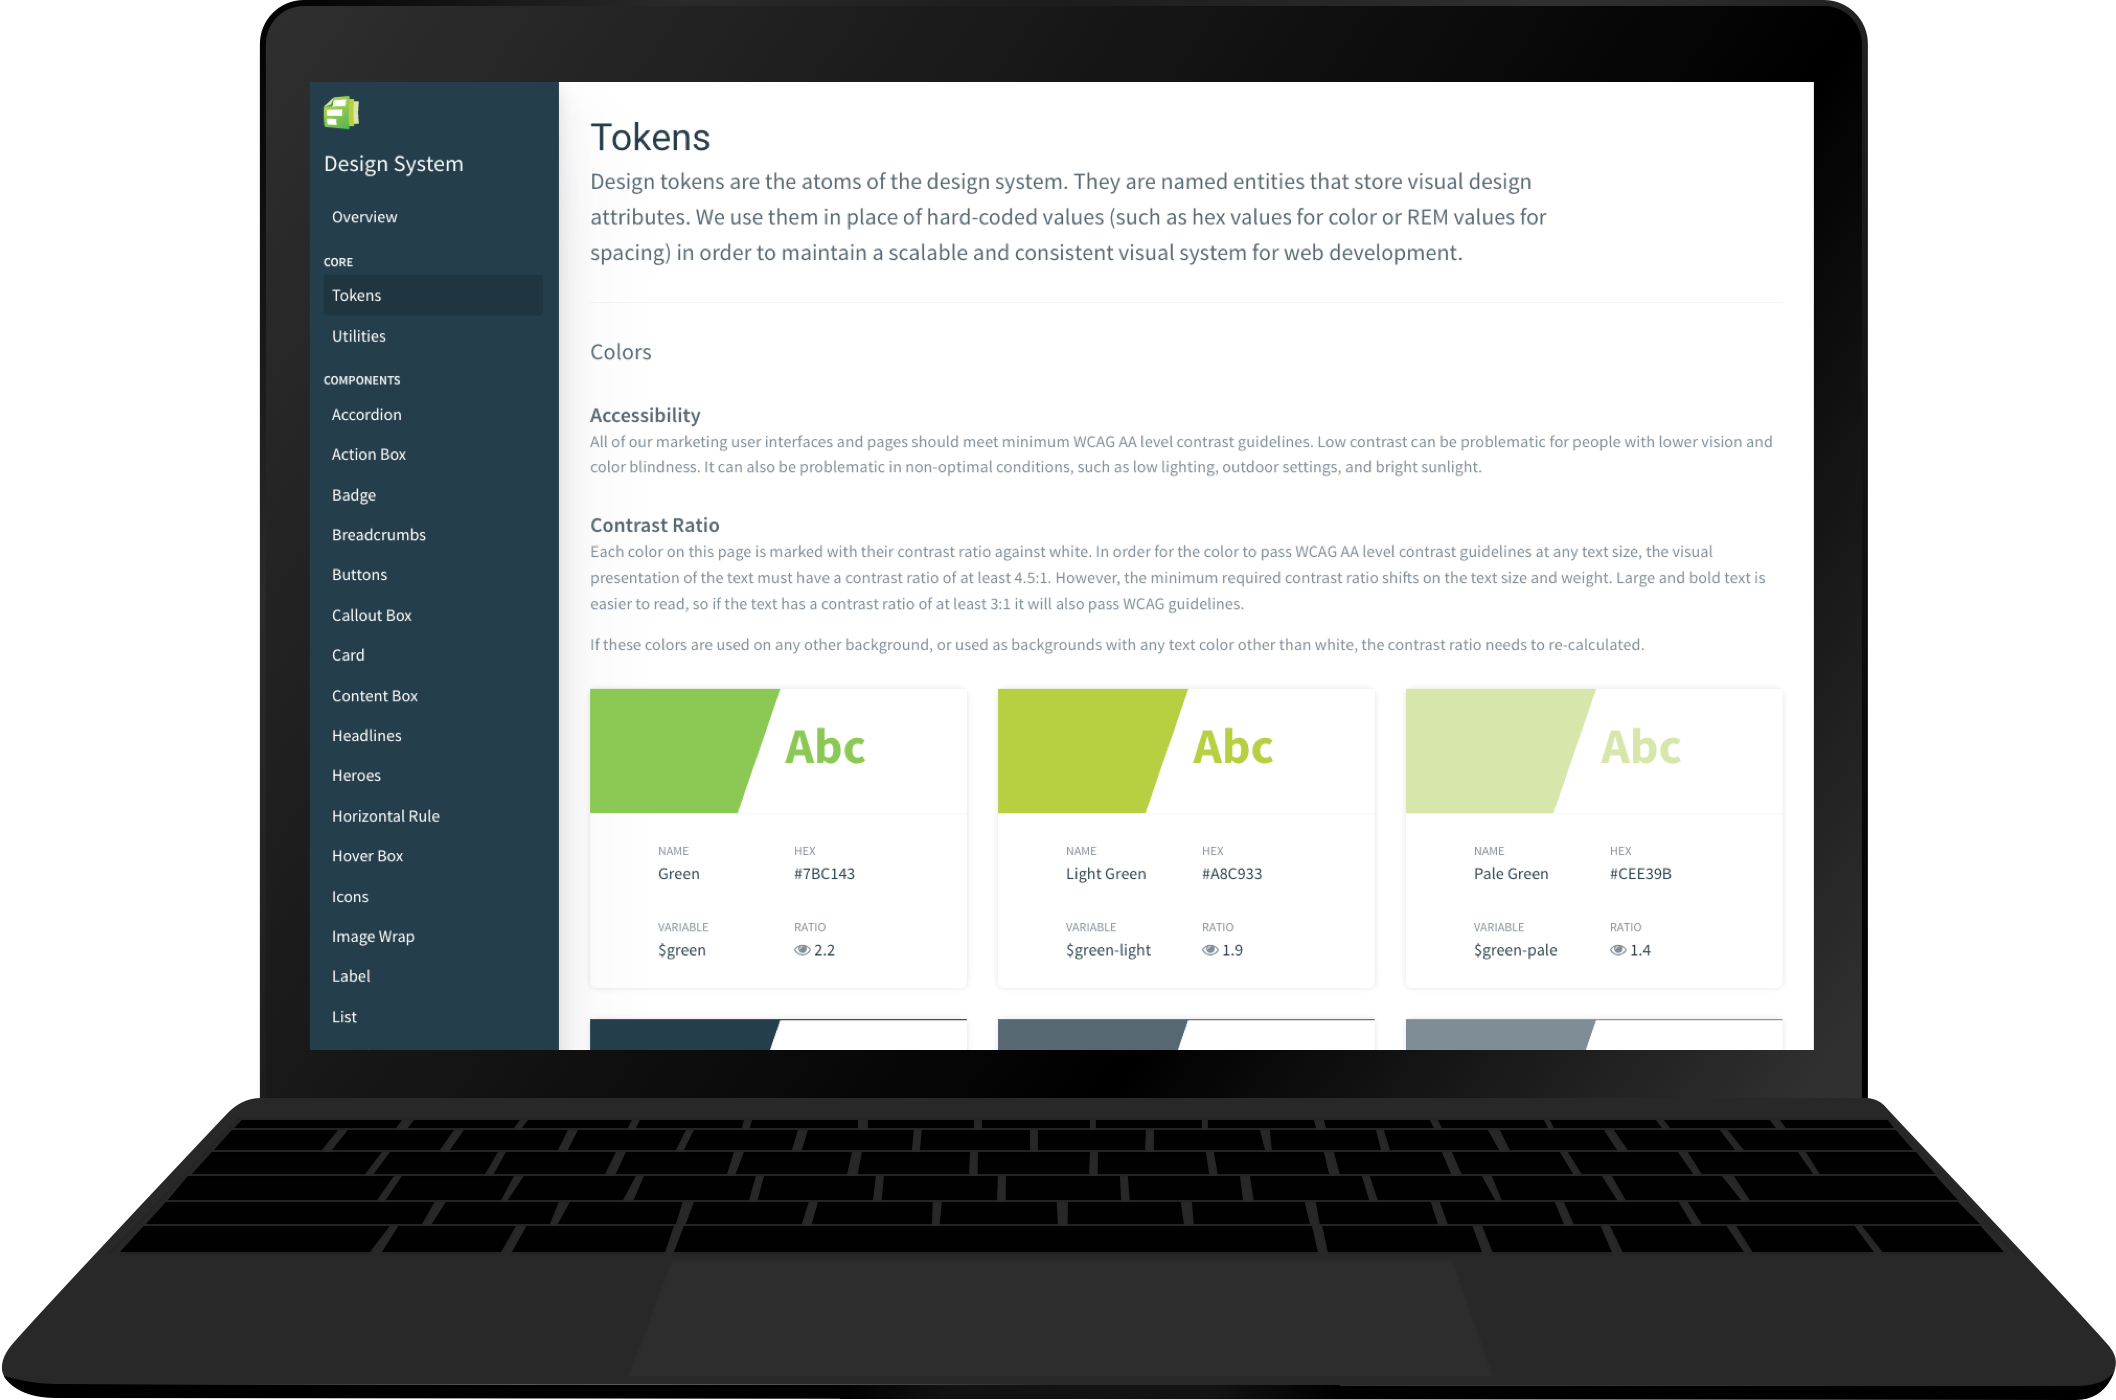 Design System
Overview
CORE
Tokens
Utilities
COMPONENTS
Accordion
Action Box
Badge
Breadcrumbs
Buttons
Callout Box
Card
Content Box
Headlines
Heroes
Horizontal Rule
Hover Box
Icons
Image Wrap
Label
List
Tokens
Design tokens are the atoms of the design system. They are named entities that store visual design
attributes. We use them in place of hard-coded values (such as hex values for color or REM values for
spacing) in order to maintain a scalable and consistent visual system for web development.
Colors
Accessibility
All of our marketing user interfaces and pages should meet minimum WCAG AA level contrast guidelines. Low contrast can be problematic for people with lower vision and
color blindness. It can also be problematic in non-optimal conditions, such as low lighting, outdoor settings, and bright sunlight.
Contrast Ratio
Each color on this page is marked with their contrast ratio against white. In order for the color to pass WCAG AA level contrast guidelines at any text size, the visual
presentation of the text must have a contrast ratio of at least 4.5:1. However, the minimum required contrast ratio shifts on the text size and weight. Large and bold text is
easier to read, so if the text has a contrast ratio of at least 3:1 it will also pass WCAG guidelines.
If these colors are used on any other background, or used as backgrounds with any text color other than white, the contrast ratio needs to re-calculated.
Abc
NAME HEX
Green #7BC143
VARIABLE RATIO
$green 2.2
Abc
NAME HEX
Light Green #A8C933
VARIABLE RATIO
$green-light 1.9
Abc
NAME HEX
Pale Green #CEE39B
VARIABLE RATIO
$green-pale 1.4